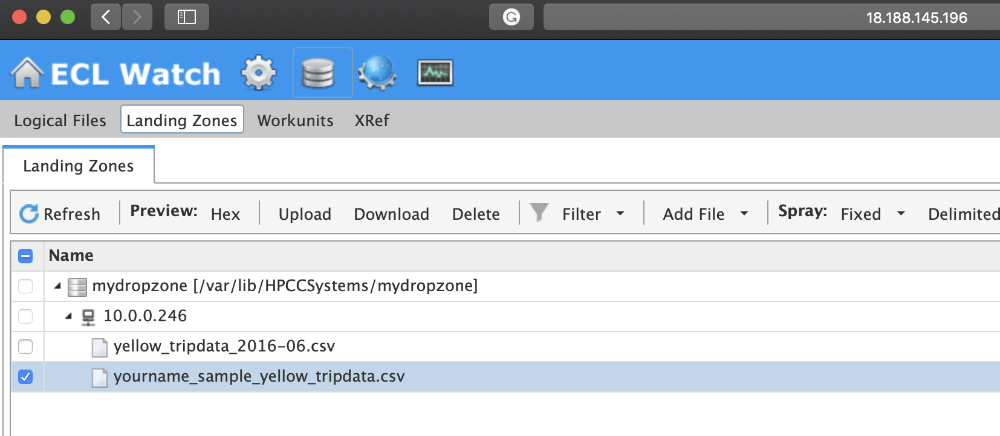 18.188.145.196
ECL Watch
Logical Files Landing Zones Workunits XRef
Landing Zones
Refresh Preview: Hex Upload Download Delete Filter Add File Spray: Fixed Delimited
Name
mydropzone [/var/lib/HPCCSystems/mydropzone]
10.0.0.246
yellow_tripdata_2016-06.csv
yourname_sample_yellow_tripdata.csv